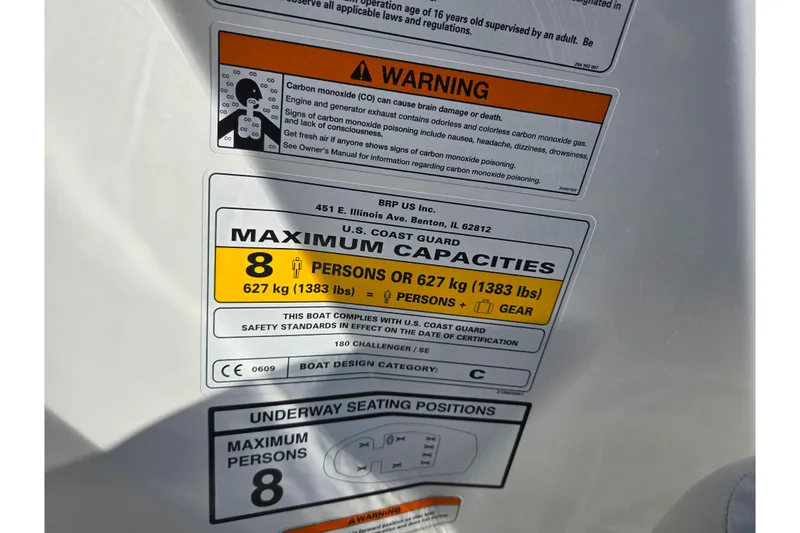 operation age of 16 years old supervised by an adult. Be
observe all applicable laws and regulations.
WARNING
Carbon monoxide (CO) can cause brain damage or death.
Engine and generator exhaust contains odorless and colorless carbon monoxide gas.
Signs of carbon monoxide poisoning include nausea, headache, dizziness, drowsiness,
and lack of consciousness.
Get fresh air if anyone shows signs of carbon monoxide poisoning.
See Owner's Manual for information regarding carbon monoxide poisoning.
BRP US Inc.
451 E. Illinois Ave. Benton, IL 62812
U.S. COAST GUARD
MAXIMUM CAPACITIES
8 PERSONS OR 627 kg (1383 lbs)
627 kg (1383 lbs) = PERSONS + GEAR
THIS BOAT COMPLIES WITH U.S. COAST GUARD
SAFETY STANDARDS IN EFFECT ON THE DATE OF CERTIFICATION
180 CHALLENGER / SE
CE 0609 BOAT DESIGN CATEGORY: C
UNDERWAY SEATING POSITIONS
MAXIMUM
PERSONS
8
WARNING